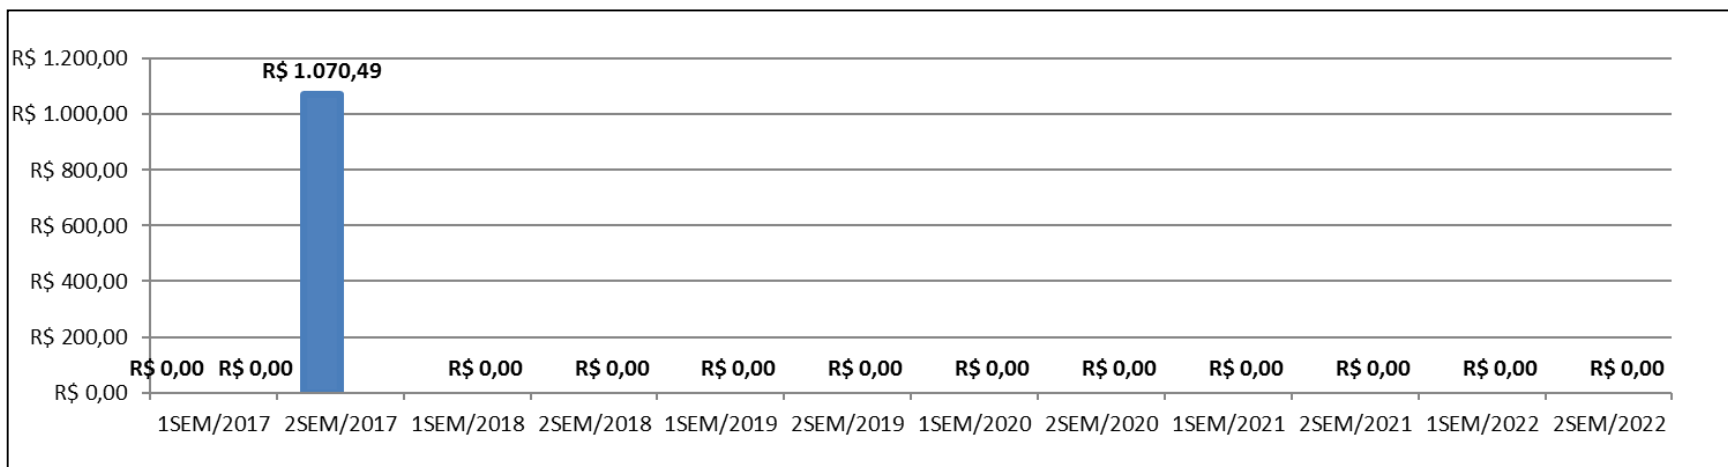 R$ 1.200,00
R$ 1.070,49
R$ 1.000,00
R$ 800,00
R$ 600,00
R$ 400,00
R$ 200,00
R$ 0,00 R$ 0,00 R$ 0,00 R$ 0,00 R$ 0,00 R$ 0,00 R$ 0,00 R$ 0,00 R$ 0,00 R$ 0,00 R$ 0,00 R$ 0,00
R$ 0,00
1SEM/2017 2SEM/2017 1SEM/2018 2SEM/2018 1SEM/2019 2SEM/2019 1SEM/2020 2SEM/2020 1SEM/2021 2SEM/2021 1SEM/2022 2SEM/2022